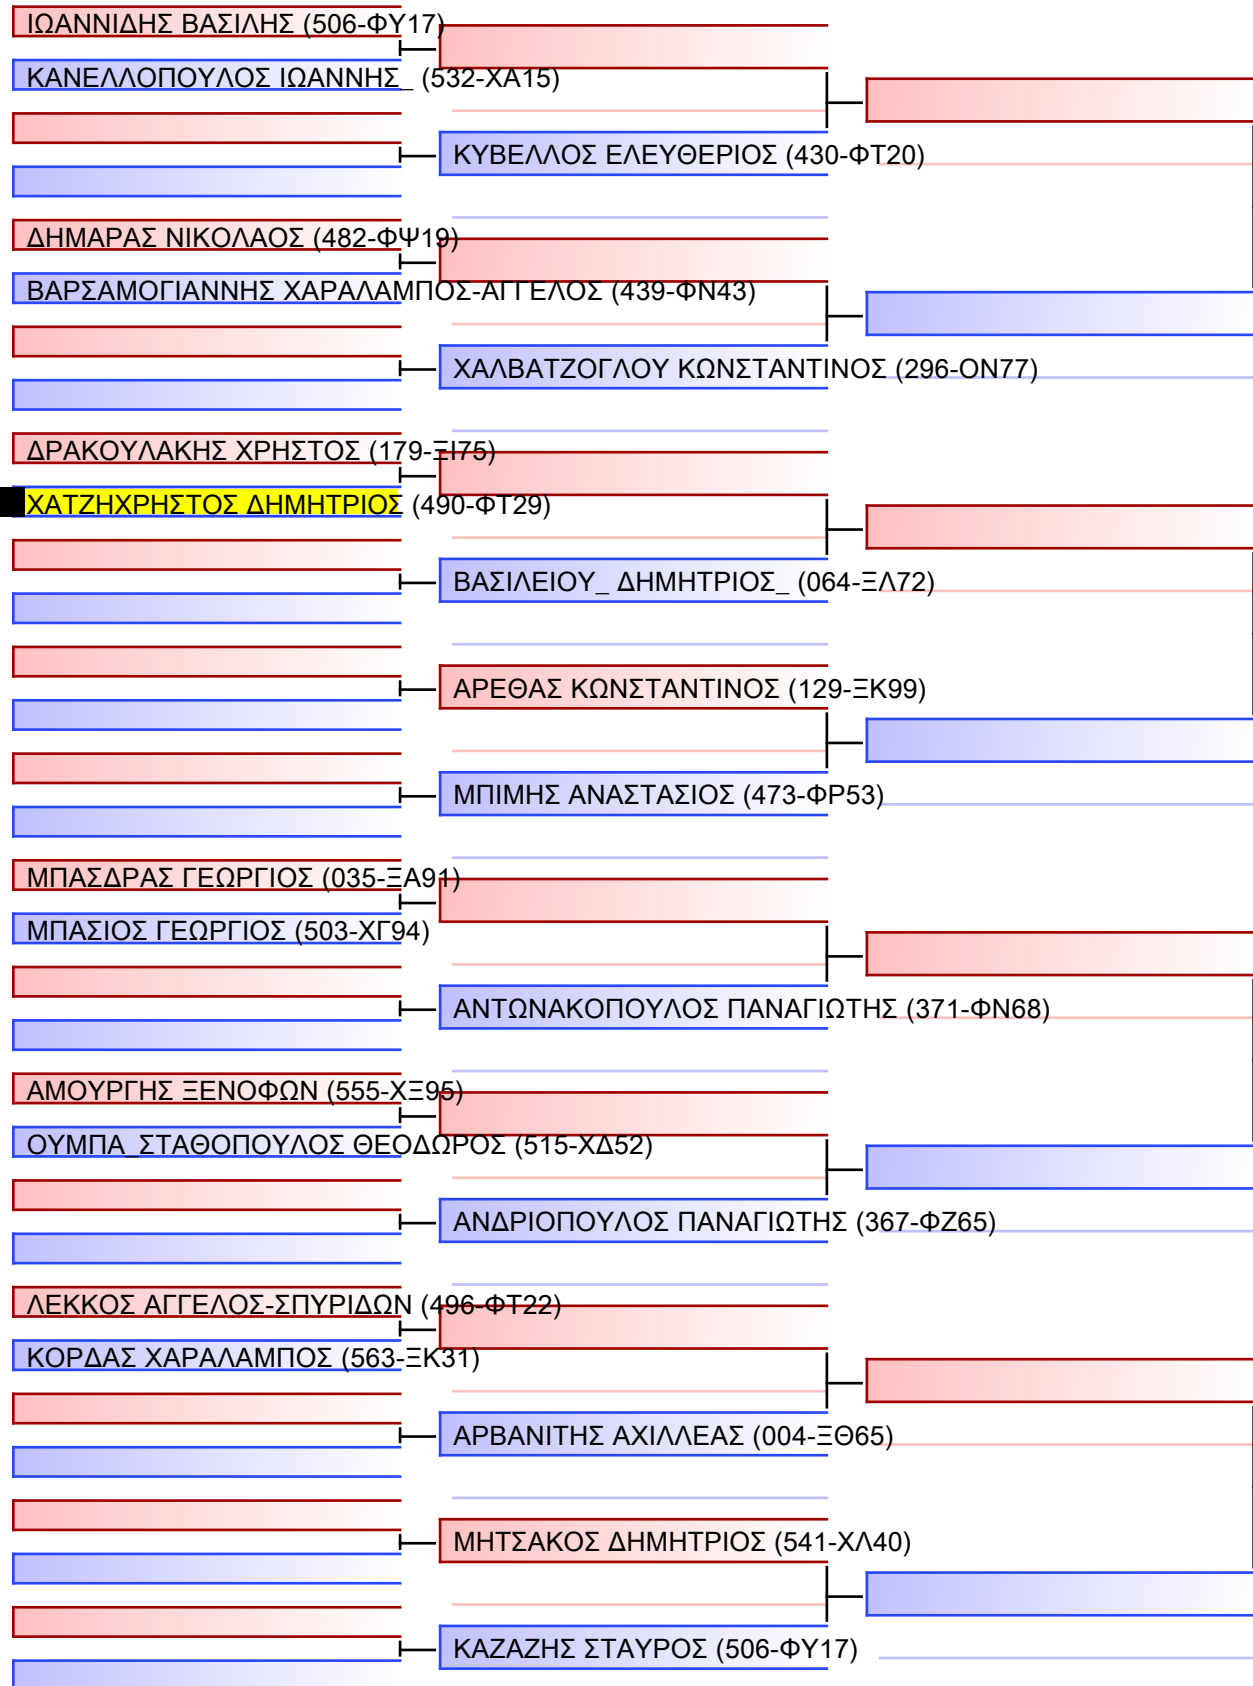 ΙΩΑΝΝΙΔΗΣ ΒΑΣΙΛΗΣ (506-ΦΥ17)
ΚΑΝΕΛΛΟΠΟΥΛΟΣ ΙΩΑΝΝΗΣ_ (532-ΧΑ15)
ΚΥΒΕΛΛΟΣ ΕΛΕΥΘΕΡΙΟΣ (430-ΦΤ20)
ΔΗΜΑΡΑΣ ΝΙΚΟΛΑΟΣ (482-ΦΨ19)
ΒΑΡΣΑΜΟΓΙΑΝΝΗΣ ΧΑΡΑΛΑΜΠΟΣ-ΑΓΓΕΛΟΣ (439-ΦΝ43)
ΧΑΛΒΑΤΖΟΓΛΟΥ ΚΩΝΣΤΑΝΤΙΝΟΣ (296-ΟΝ77)
ΔΡΑΚΟΥΛΑΚΗΣ ΧΡΗΣΤΟΣ (179-ΞΙ75)
ΧΑΤΖΗΧΡΗΣΤΟΣ ΔΗΜΗΤΡΙΟΣ (490-ΦΤ29)
ΒΑΣΙΛΕΙΟΥ_ ΔΗΜΗΤΡΙΟΣ_ (064-ΞΛ72)
ΑΡΕΘΑΣ ΚΩΝΣΤΑΝΤΙΝΟΣ (129-ΞΚ99)
ΜΠΙΜΗΣ ΑΝΑΣΤΑΣΙΟΣ (473-ΦΡ53)
ΜΠΑΣΔΡΑΣ ΓΕΩΡΓΙΟΣ (035-ΞΑ91)
ΜΠΑΣΙΟΣ ΓΕΩΡΓΙΟΣ (503-ΧΓ94)
ΑΝΤΩΝΑΚΟΠΟΥΛΟΣ ΠΑΝΑΓΙΩΤΗΣ (371-ΦΝ68)
ΑΜΟΥΡΓΗΣ ΞΕΝΟΦΩΝ (555-ΧΞ95)
ΟΥΜΠΑ_ΣΤΑΘΟΠΟΥΛΟΣ ΘΕΟΔΩΡΟΣ (515-ΧΔ52)
ΑΝΔΡΙΟΠΟΥΛΟΣ ΠΑΝΑΓΙΩΤΗΣ (367-ΦΖ65)
ΛΕΚΚΟΣ ΑΓΓΕΛΟΣ-ΣΠΥΡΙΔΩΝ (496-ΦΤ22)
ΚΟΡΔΑΣ ΧΑΡΑΛΑΜΠΟΣ (563-ΞΚ31)
ΑΡΒΑΝΙΤΗΣ ΑΧΙΛΛΕΑΣ (004-ΞΘ65)
ΜΗΤΣΑΚΟΣ ΔΗΜΗΤΡΙΟΣ (541-ΧΛ40)
ΚΑΖΑΖΗΣ ΣΤΑΥΡΟΣ (506-ΦΥ17)